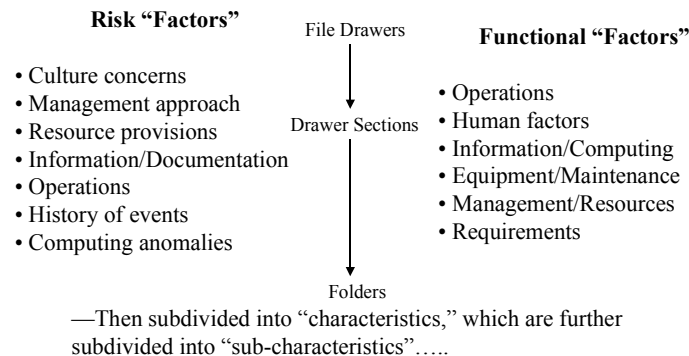 Risk “Factors”
• Culture concerns
• Management approach
• Resource provisions
• Information/Documentation
• Operations
• History of events
• Computing anomalies
File Drawers
Drawer Sections
Folders
Functional “Factors”
• Operations
• Human factors
• Information/Computing
• Equipment/Maintenance
• Management/Resources
• Requirements
—Then subdivided into “characteristics,” which are further
subdivided into “sub-characteristics”…..